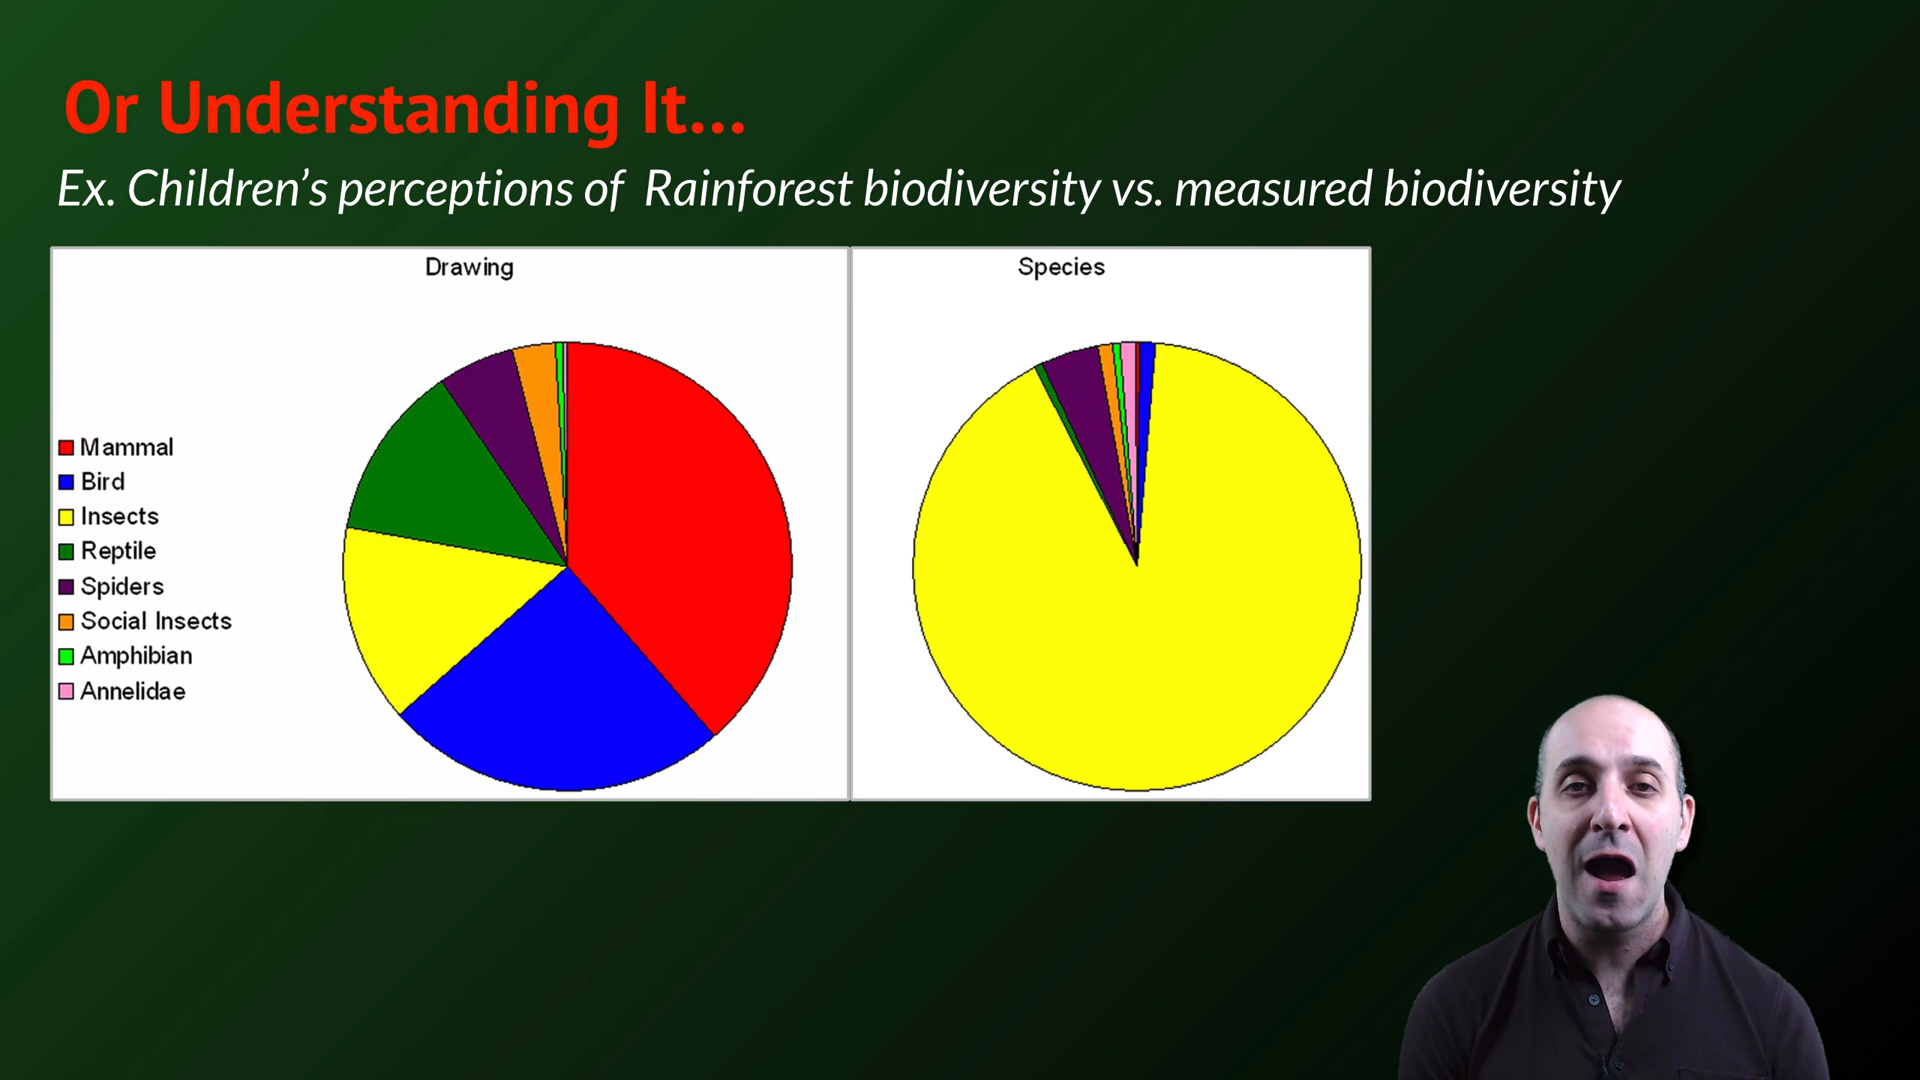 Or Understanding It...
Ex. Children's perceptions of Rainforest biodiversity vs. measured biodiversity
Drawing
Species
Mammal
Bird
Insects
Reptile
Spiders
Social Insects
Amphibian
Annelidae